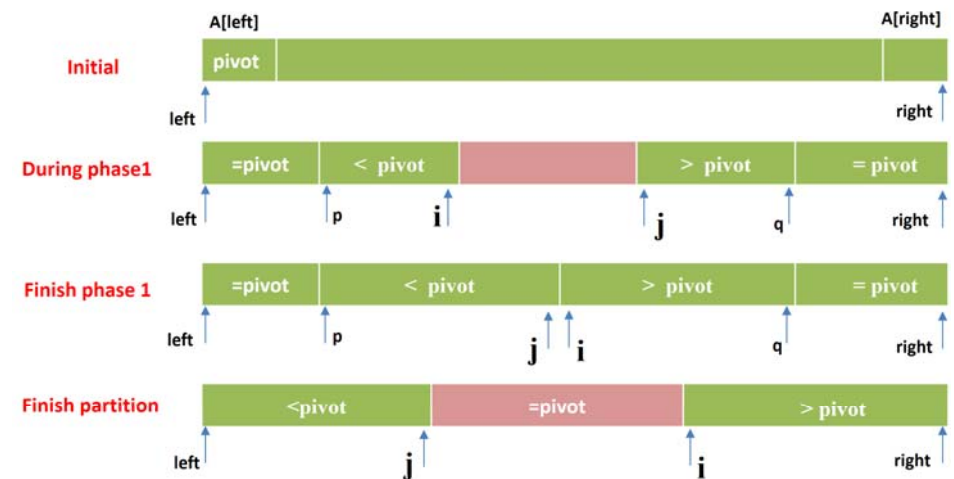 A[left] A[right]
Initial pivot
left right
During phase1 =pivot < pivot > pivot = pivot
left p i j q right
Finish phase 1 =pivot < pivot > pivot = pivot
left p j i q right
Finish partition <pivot =pivot > pivot
left j i right